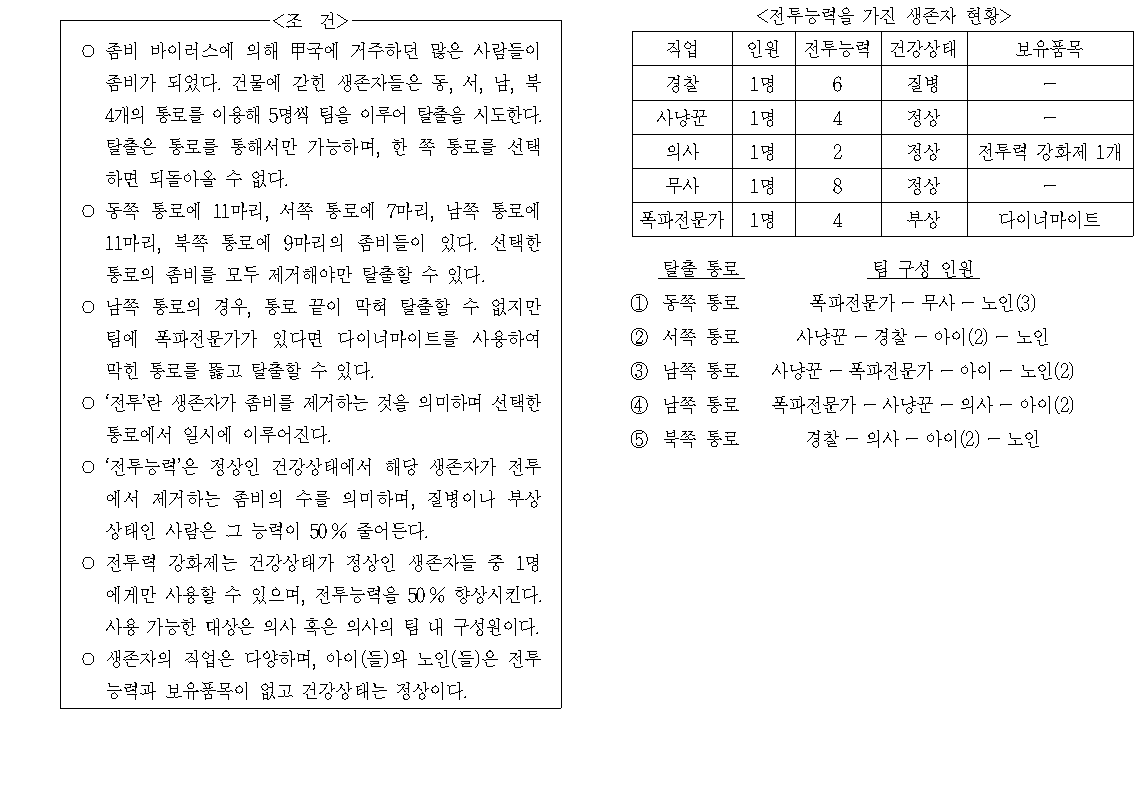 <조 건>
○ 좀비 바이러스에 의해 甲국에 거주하던 많은 사람들이
좀비가 되었다. 건물에 갇힌 생존자들은 동, 서, 남, 북
4개의 통로를 이용해 5명씩 팀을 이루어 탈출을 시도한다.
탈출은 통로를 통해서만 가능하며, 한 쪽 통로를 선택
하면 되돌아올 수 없다.
○ 동쪽 통로에 11마리, 서쪽 통로에 7마리, 남쪽 통로에
11마리, 북쪽 통로에 9마리의 좀비들이 있다. 선택한
통로의 좀비를 모두 제거해야만 탈출할 수 있다.
○ 남쪽 통로의 경우, 통로 끝이 막혀 탈출할 수 없지만
팀에 폭파전문가가 있다면 다이너마이트를 사용하여
막힌 통로를 뚫고 탈출할 수 있다.
○ ‘전투’란 생존자가 좀비를 제거하는 것을 의미하며 선택한
통로에서 일시에 이루어진다.
○ ‘전투능력’은 정상인 건강상태에서 해당 생존자가 전투
에서 제거하는 좀비의 수를 의미하며, 질병이나 부상
상태인 사람은 그 능력이 50% 줄어든다.
○ 전투력 강화제는 건강상태가 정상인 생존자들 중 1명
에게만 사용할 수 있으며, 전투능력을 50% 향상시킨다.
사용 가능한 대상은 의사 혹은 의사의 팀 내 구성원이다.
○ 생존자의 직업은 다양하며, 아이(들)와 노인(들)은 전투
능력과 보유품목이 없고 건강상태는 정상이다.
<전투능력을 가진 생존자 현황>
직업 인원 전투능력 건강상태 보유품목
경찰 1명 6 질병 -
사냥꾼 1명 4 정상 -
의사 1명 2 정상 전투력 강화제 1개
무사 1명 8 정상 -
폭파전문가 1명 4 부상 다이너마이트
탈출 통로 팀 구성 인원
① 동쪽 통로 폭파전문가 - 무사 - 노인(3)
② 서쪽 통로 사냥꾼 - 경찰 - 아이(2) - 노인
③ 남쪽 통로 사냥꾼 - 폭파전문가 - 아이 - 노인(2)
④ 남쪽 통로 폭파전문가 - 사냥꾼 - 의사 - 아이(2)
⑤ 북쪽 통로 경찰 - 의사 - 아이(2) - 노인